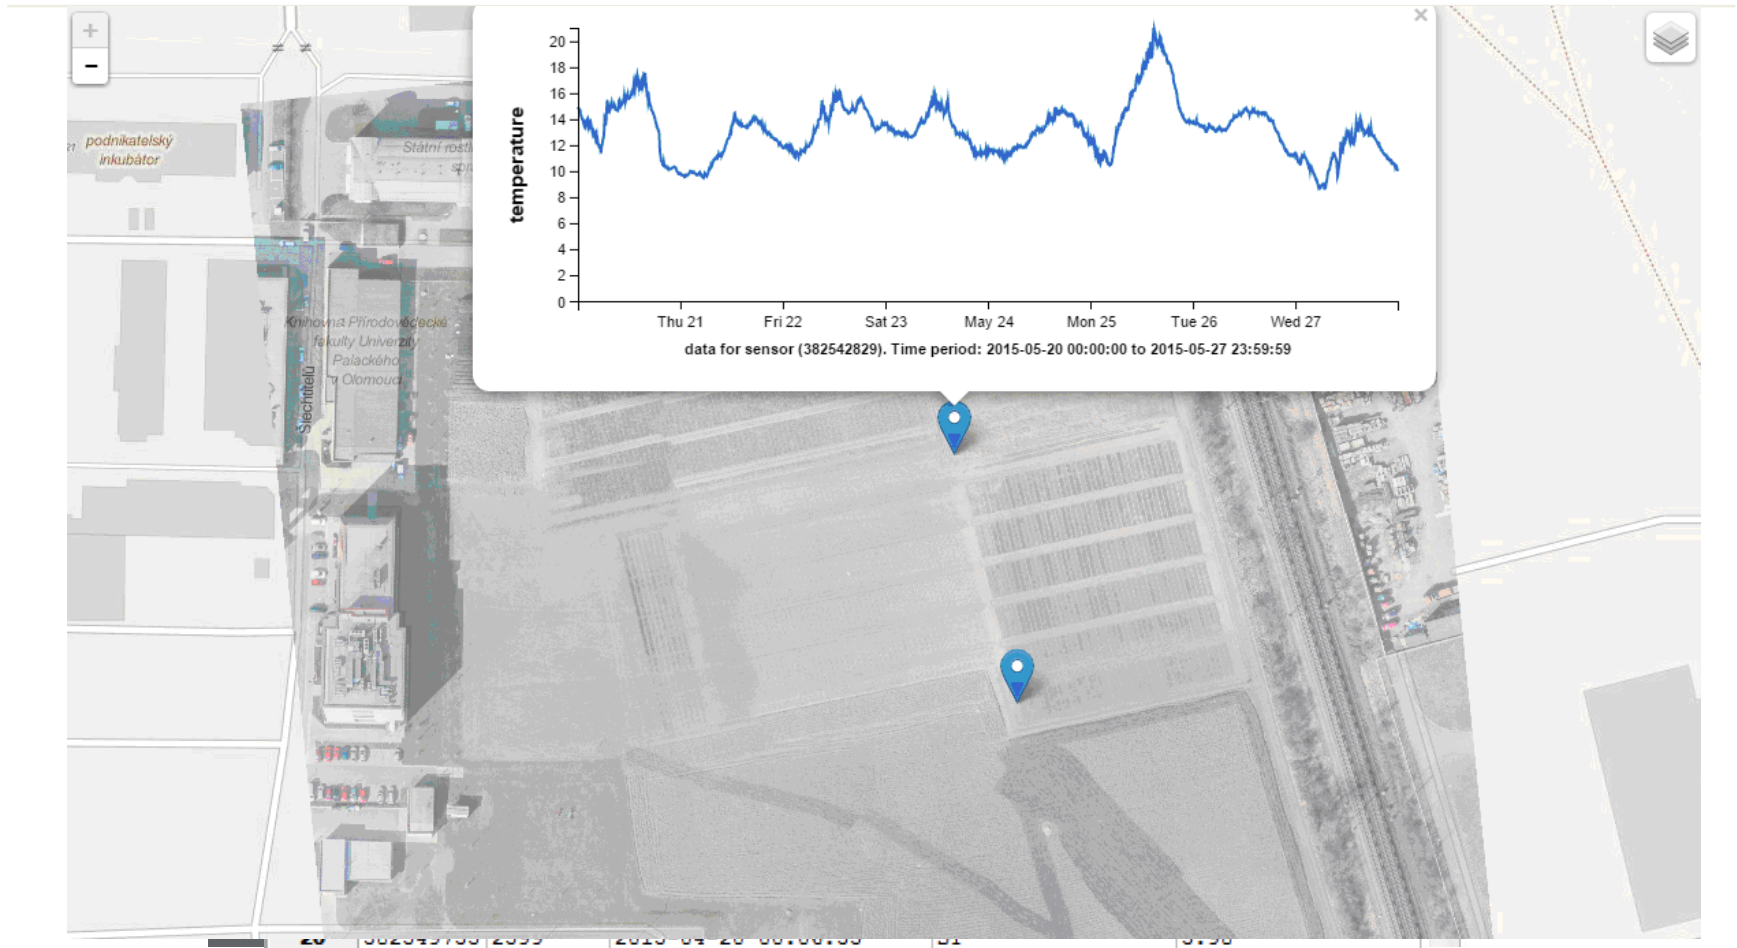 +
-
×
20
18
16
14
12
10
8
6
4
2
0
temperature
Thu 21 Fri 22 Sat 23 May 24 Mon 25 Tue 26 Wed 27
data for sensor (382542829). Time period: 2015-05-20 00:00:00 to 2015-05-27 23:59:59
21
podnikatelský
inkubátor
Státní rostl
Knihovna Přírodovědecké
fakulty Univerzity
Palackého
v Olomouci
Šlechtitelů